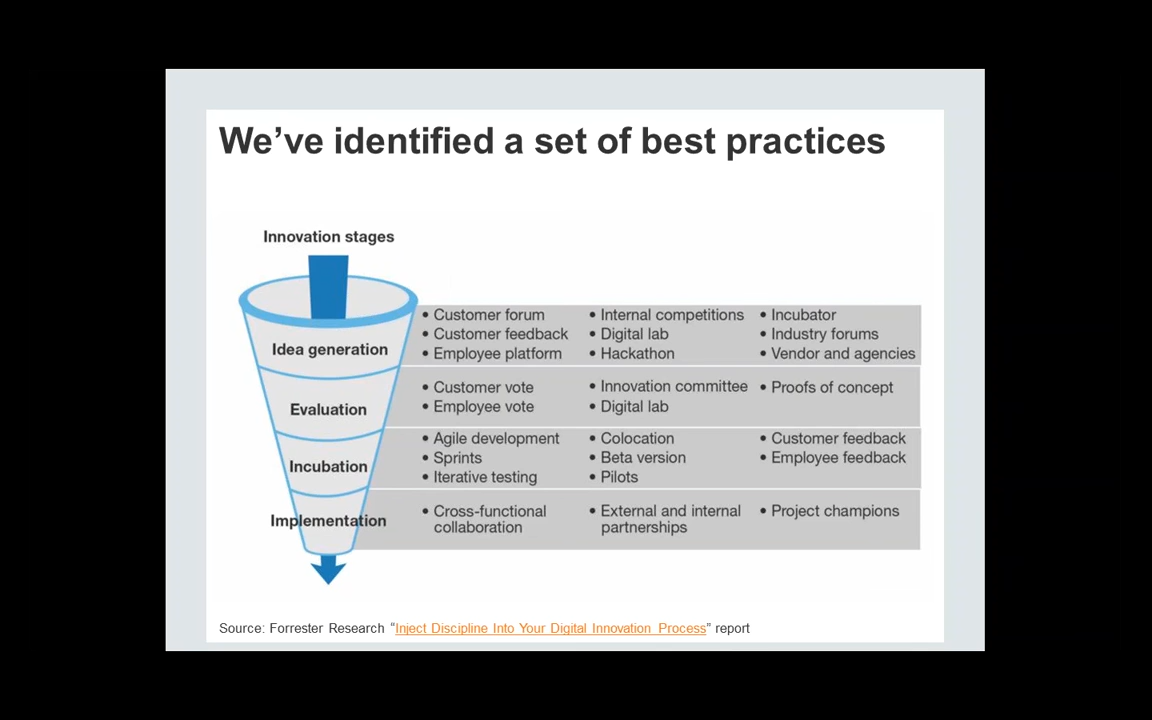 We’ve identified a set of best practices
Innovation stages
Idea generation
• Customer forum
• Customer feedback
• Employee platform
• Internal competitions
• Digital lab
• Hackathon
• Incubator
• Industry forums
• Vendor and agencies
Evaluation
• Customer vote
• Employee vote
• Innovation committee
• Digital lab
• Proofs of concept
Incubation
• Agile development
• Sprints
• Iterative testing
• Colocation
• Beta version
• Pilots
• Customer feedback
• Employee feedback
Implementation
• Cross-functional
collaboration
• External and internal
partnerships
• Project champions
Source: Forrester Research “Inject Discipline Into Your Digital Innovation Process” report